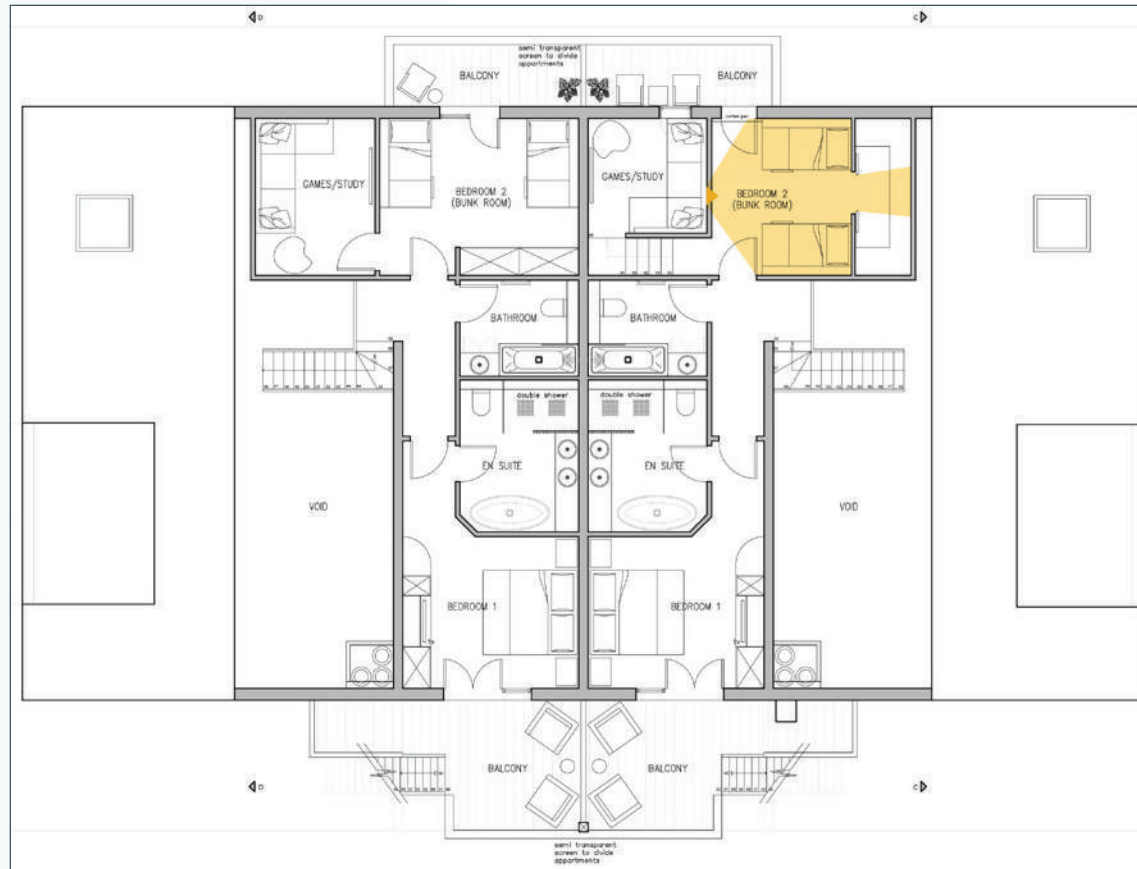 D
C
semi transparent
screen to divide
appartments
BALCONY
BALCONY
GAMES/STUDY
BEDROOM 2
(BUNK ROOM)
GAMES/STUDY
BEDROOM 2
(BUNK ROOM)
BATHROOM
BATHROOM
double shower
double shower
EN SUITE
EN SUITE
VOID
VOID
BEDROOM 1
BEDROOM 1
TV
TV
BALCONY
BALCONY
D
C
semi transparent
screen to divide
appartments